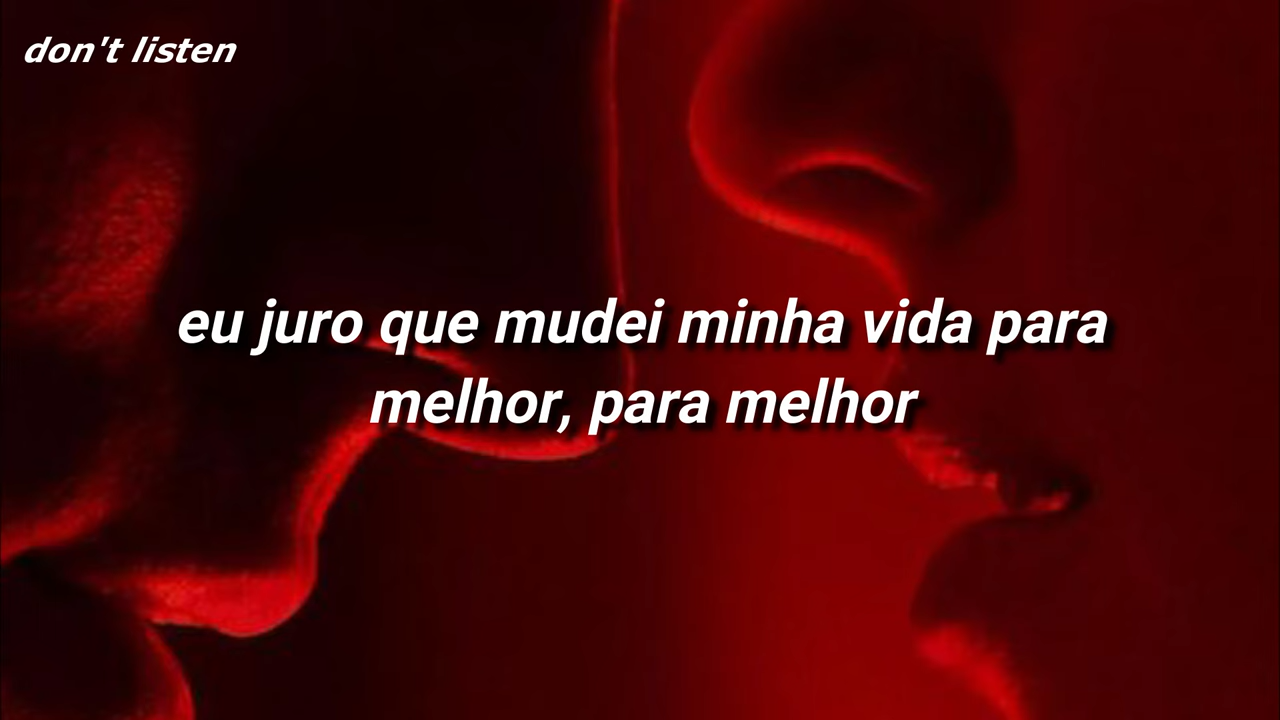 don't listen
eu juro que mudei minha vida para
melhor, para melhor